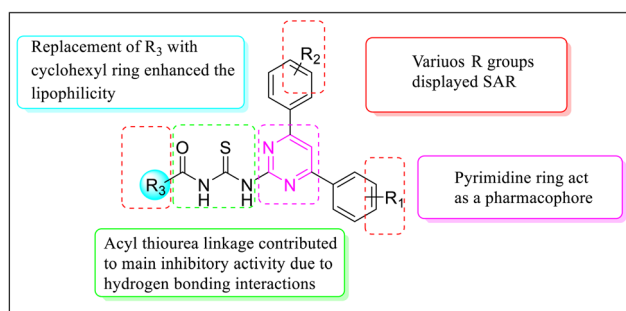 Replacement of R3 with
cyclohexyl ring enhanced the
lipophilicity
R2
Variuos R groups
displayed SAR
O
S
N
R3
N
H
N
H
N
R1
Pyrimidine ring act
as a pharmacophore
Acyl thiourea linkage contributed
to main inhibitory activity due to
hydrogen bonding interactions